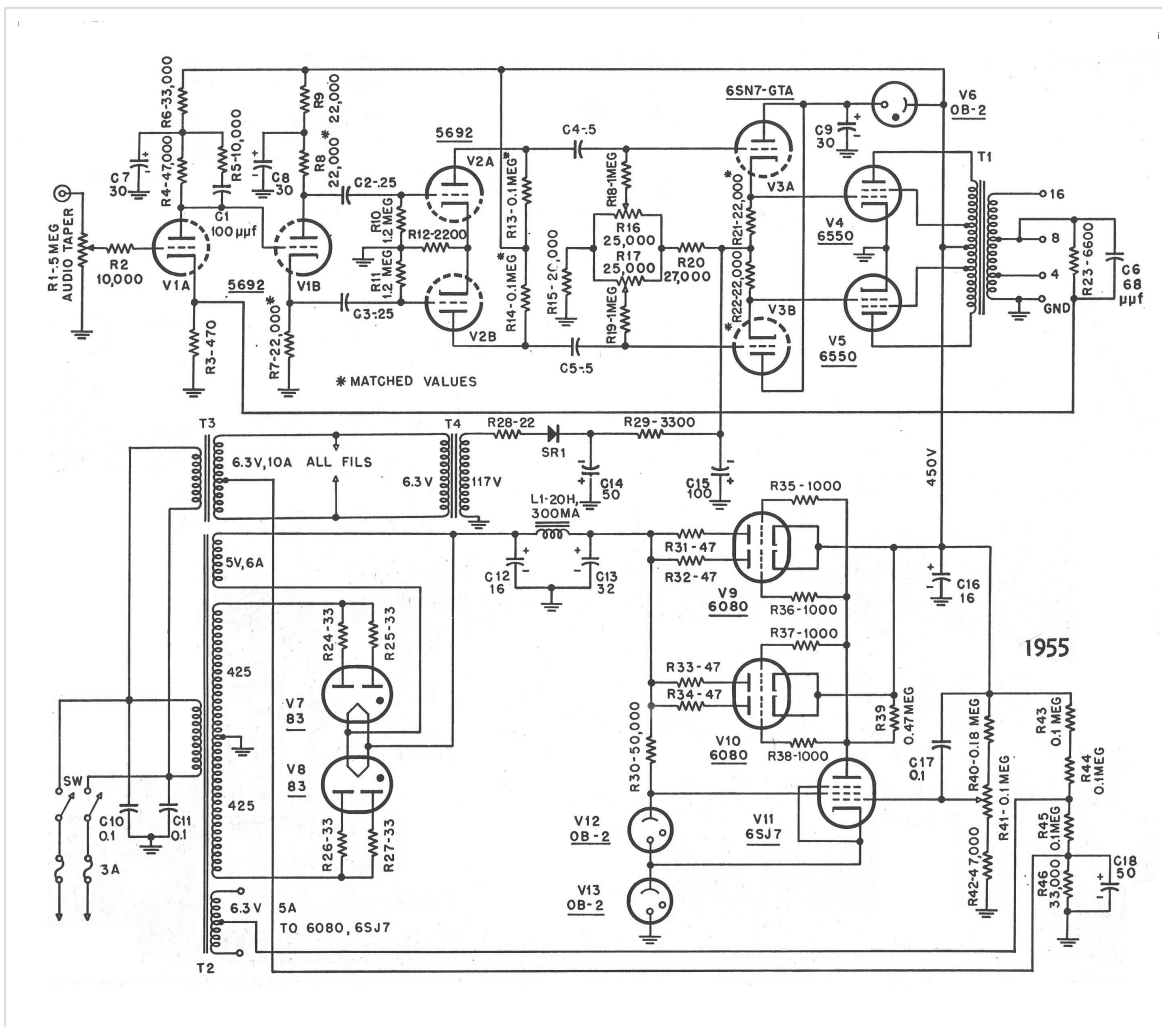 R6-33,000
R9
22,000
R4-47,000
R5-10,000
R8
22,000*
C7
30
C8
30
C1
100 μμf
R1-.5 MEG
AUDIO TAPER
R2
10,000
V1A
5692
V1B
R3-470
R7-22,000*
C2-.25
C3-.25
R10
1.2 MEG
R11
1.2 MEG
R12-2200
5692
V2A
V2B
R13-0.1MEG*
R14-0.1MEG*
C4-.5
C5-.5
R15-220,000
R18-1MEG
R16
25,000
R17
25,000
R19-1MEG
R20
27,000
6SN7-GTA
V3A
R21-22,000*
R22-22,000
V3B
*
C9
30
V6
OB-2
V4
6550
V5
6550
T1
16
8
4
GND
R23-6600
C6
68
μμf
* MATCHED VALUES
T3
6.3V,10A ALL FILS
T4
6.3V
117V
R28-22
SR1
R29-3300
C14
50
C15
100
450V
L1-20H,
300MA
5V,6A
C12
16
C13
32
R31-47
R32-47
R35-1000
V9
6080
R36-1000
C16
16
R37-1000
R33-47
R34-47
V10
6080
R38-1000
R39
0.47MEG
1955
R24-33
R25-33
425
V7
83
V8
83
425
R26-33
R27-33
R30-50,000
C17
0.1
R40-0.18 MEG
R41-0.1 MEG
R42-47,000
R43
0.1 MEG
R44
0.1MEG
R45
0.1MEG
R46
33,000
C18
50
V12
OB-2
V13
OB-2
V11
6SJ7
SW
C10
0.1
C11
0.1
3A
6.3V 5A
TO 6080, 6SJ7
T2